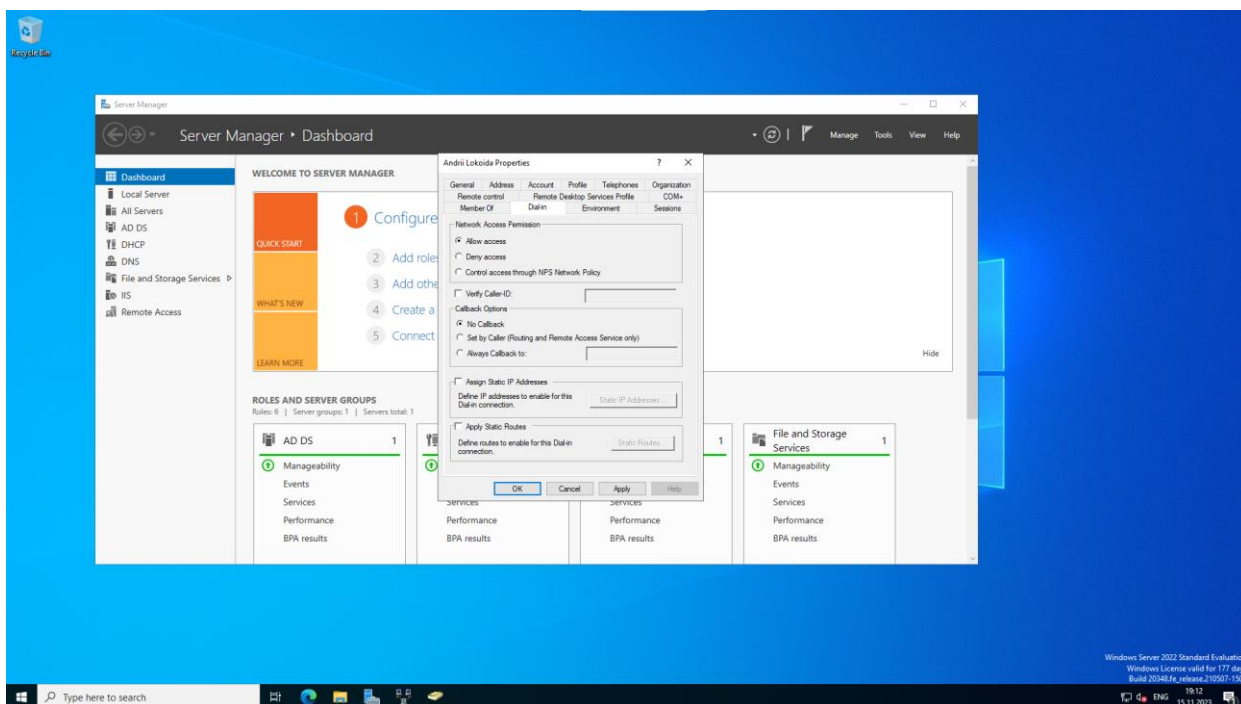 Recycle Bin
Server Manager
Server Manager • Dashboard
Manage Tools View Help
Dashboard
Local Server
All Servers
AD DS
DHCP
DNS
File and Storage Services
IIS
Remote Access
WELCOME TO SERVER MANAGER
QUICK START
WHAT'S NEW
LEARN MORE
1 Configure
2 Add roles
3 Add othe
4 Create a
5 Connect
Hide
Andrii Lokoida Properties ? X
General Address Account Profile Telephones Organization
Remote control Remote Desktop Services Profile COM+
Member Of Dial-in Environment Sessions
Network Access Permission
Allow access
Deny access
Control access through NPS Network Policy
Verify Caller-ID:
Callback Options
No Callback
Set by Caller (Routing and Remote Access Service only)
Always Callback to:
Assign Static IP Addresses
Define IP addresses to enable for this
Dial-in connection.
Static IP Addresses ...
Apply Static Routes
Define routes to enable for this Dial-in
connection.
Static Routes ...
OK Cancel Apply Help
ROLES AND SERVER GROUPS
Roles: 6 | Server groups: 1 | Servers total: 1
AD DS 1
Manageability
Events
Services
Performance
BPA results
Services
Performance
BPA results
1
Services
Performance
BPA results
File and Storage
Services
1
Manageability
Events
Services
Performance
BPA results
Windows Server 2022 Standard Evaluatio
Windows License valid for 177 da
Build 20348.fe_release.210507-15
Type here to search
ENG
19:12
15.11.2023